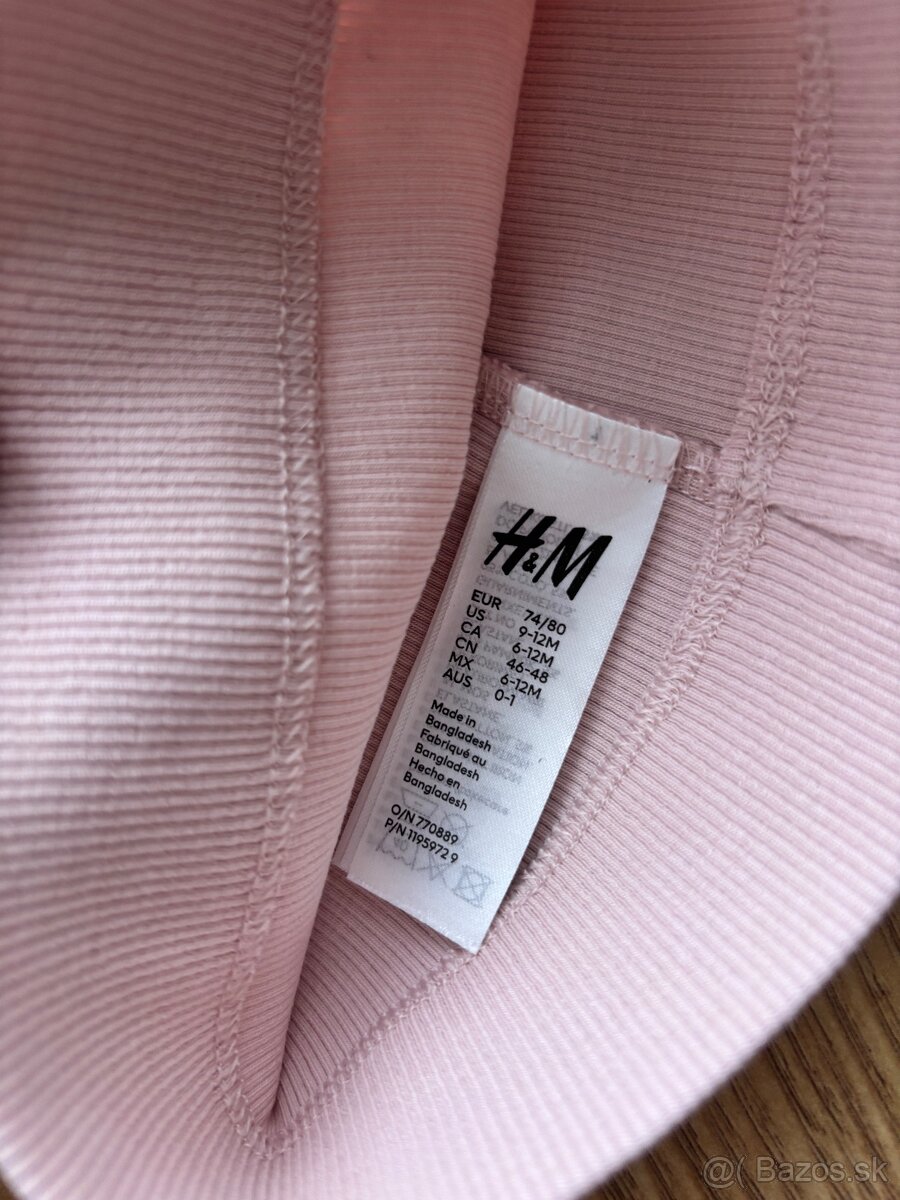 H&M
EUR 74/80
US 9-12M
CA 6-12M
CN 46-48
MX 6-12M
AUS 0-1
Made in
Bangladesh
Fabriqué au
Bangladesh
Hecho en
Bangladesh
O/N 770889
P/N 1195972 9
@( Bazos.sk